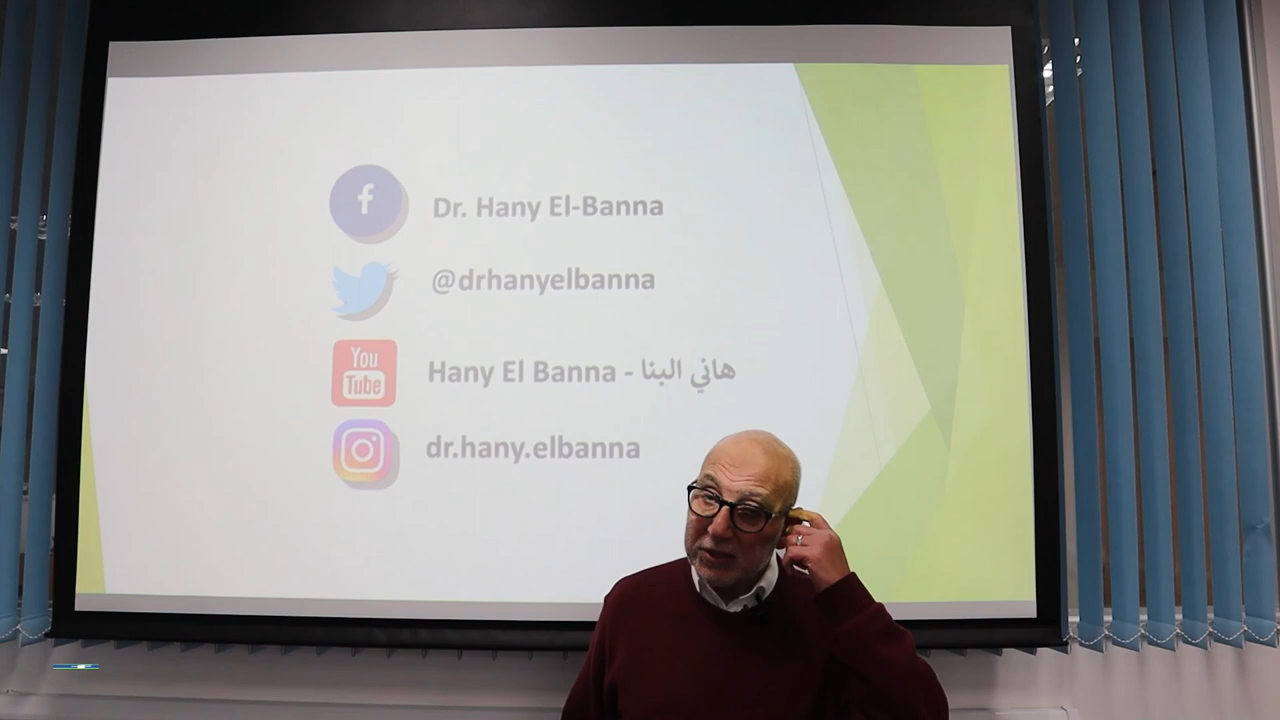 f Dr. Hany El-Banna
@drhanyelbanna
You
Tube
Hany El Banna - هاني البنا
dr.hany.elbanna